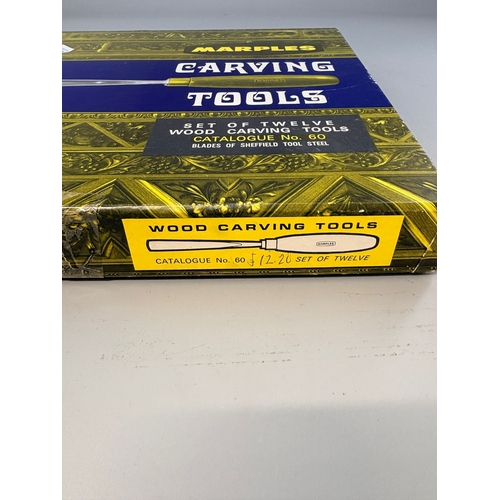 MARPLES
CARVING
TOOLS
SET OF TWELVE
WOOD CARVING TOOLS
CATALOGUE No. 60
BLADES OF SHEFFIELD TOOL STEEL
WOOD CARVING TOOLS
MARPLES
CATALOGUE No. 60 £12.20 SET OF TWELVE